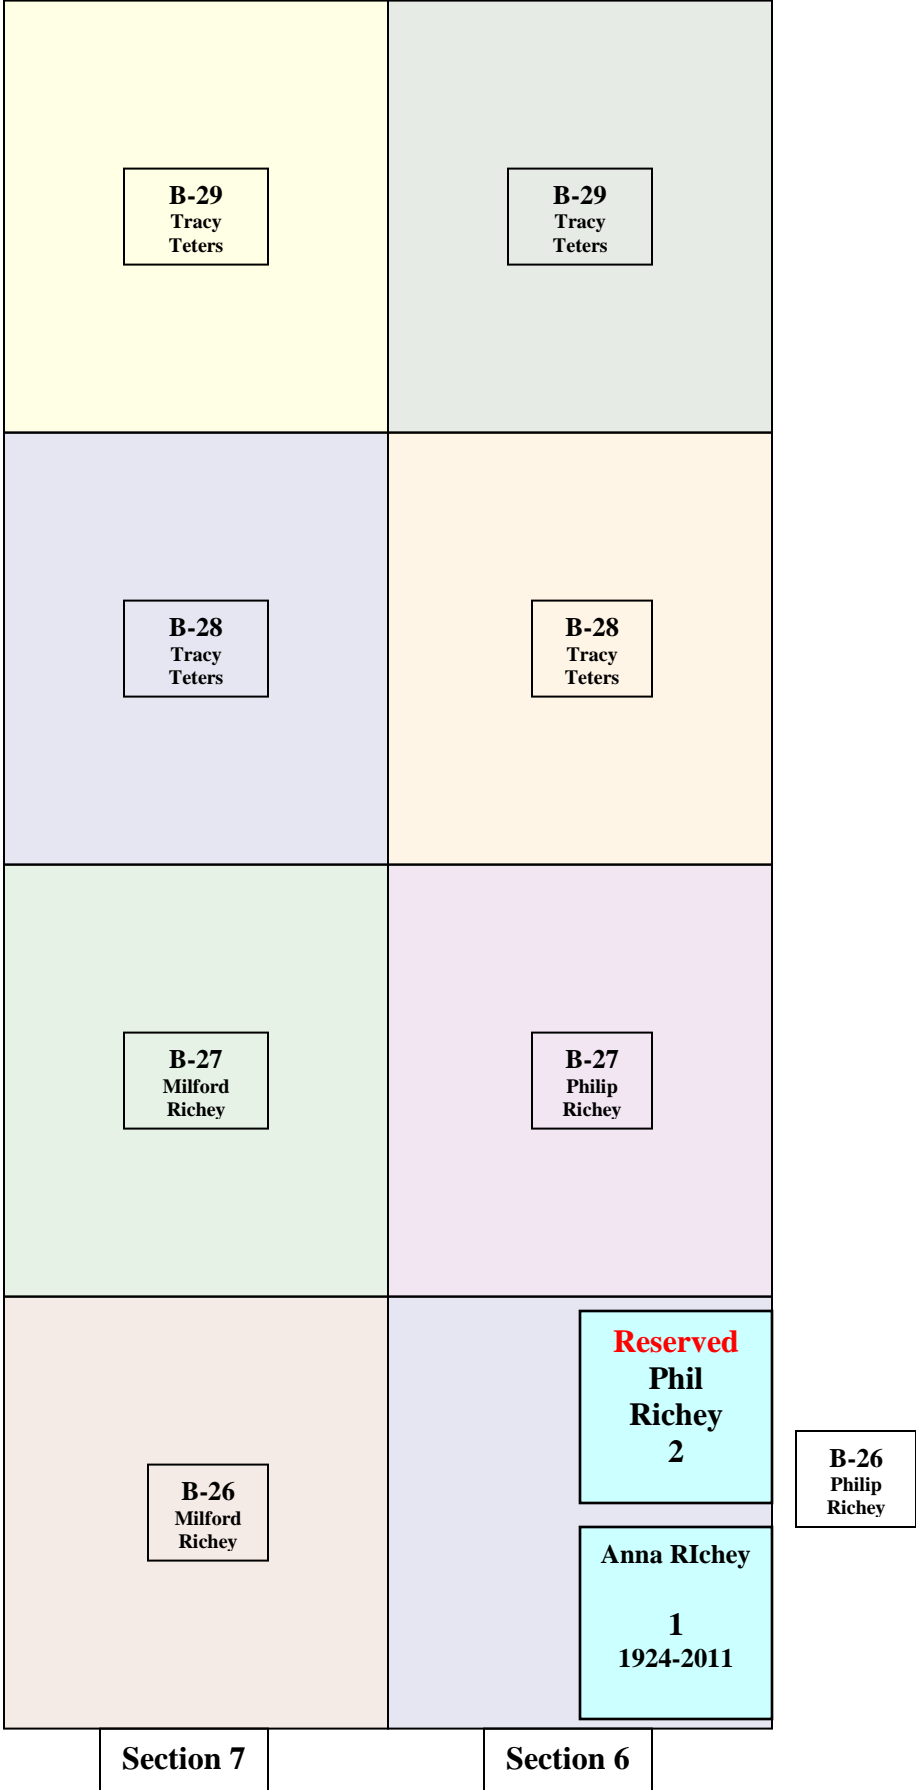 B-29
Tracy
Teters
B-29
Tracy
Teters
B-28
Tracy
Teters
B-28
Tracy
Teters
B-27
Milford
Richey
B-27
Philip
Richey
Reserved
Phil
Richey
2
B-26
Philip
Richey
B-26
Milford
Richey
Anna RIchey
1
1924-2011
Section 7
Section 6